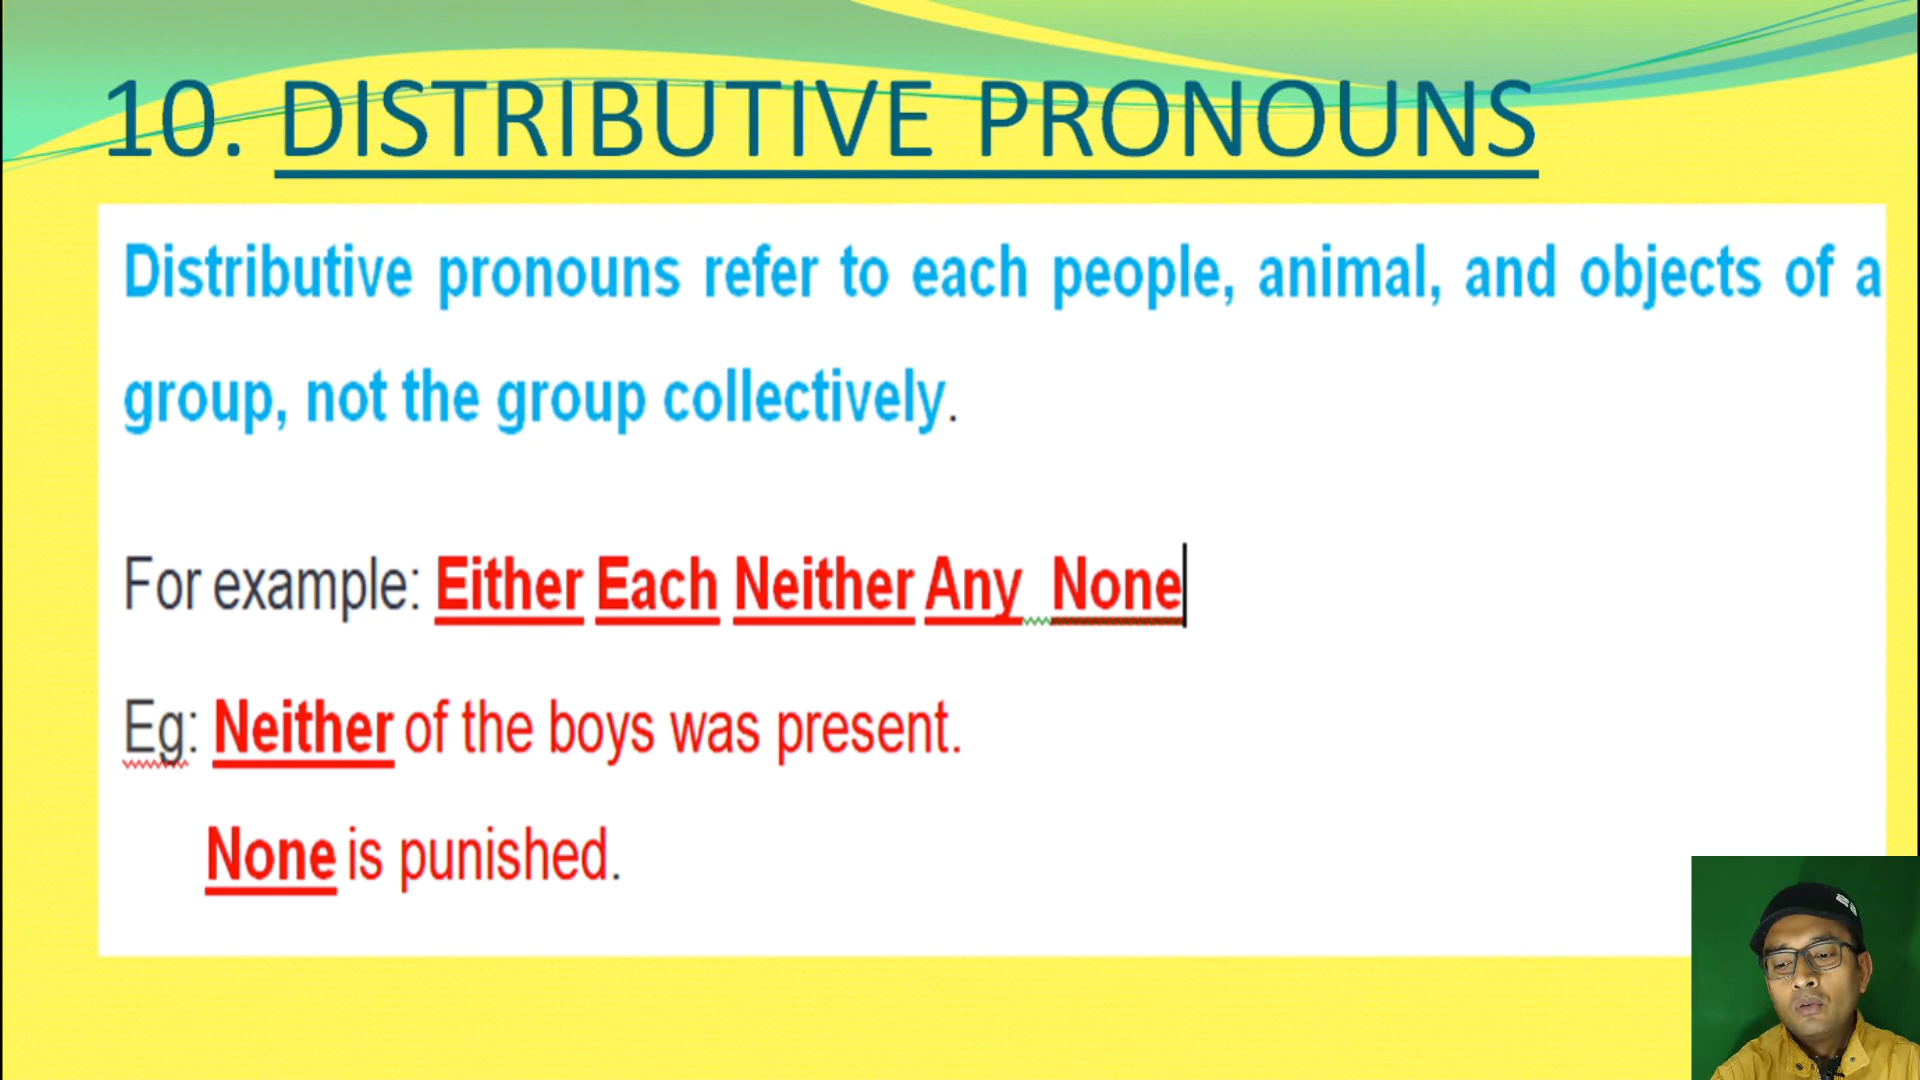 10. DISTRIBUTIVE PRONOUNS
Distributive pronouns refer to each people, animal, and objects of a
group, not the group collectively.
For example: Either Each Neither Any None
Eg: Neither of the boys was present.
None is punished.